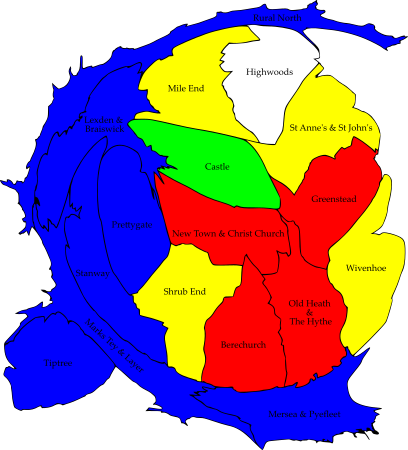 Rural North
Highwoods
Mile End
Lexden &
Braiswick
St Anne's & St John's
Castle
Greenstead
Prettygate
New Town & Christ Church
Wivenhoe
Stanway
Shrub End
Old Heath
&
The Hythe
Marks Tey & Layer
Berechurch
Tiptree
Mersea & Pyefleet